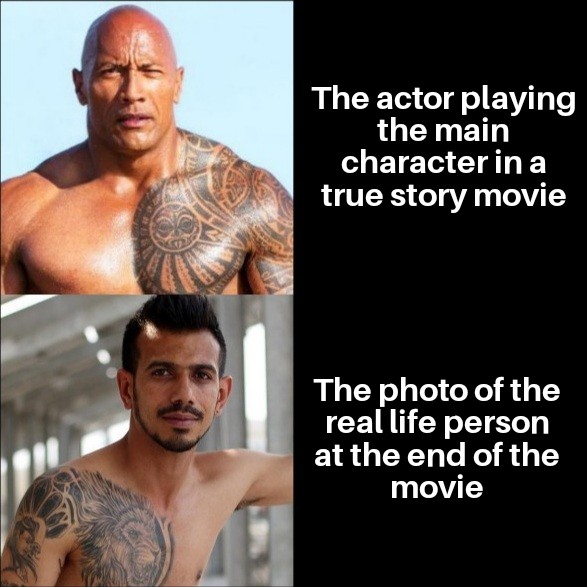 The actor playing
the main
character in a
true story movie
The photo of the
real life person
at the end of the
movie